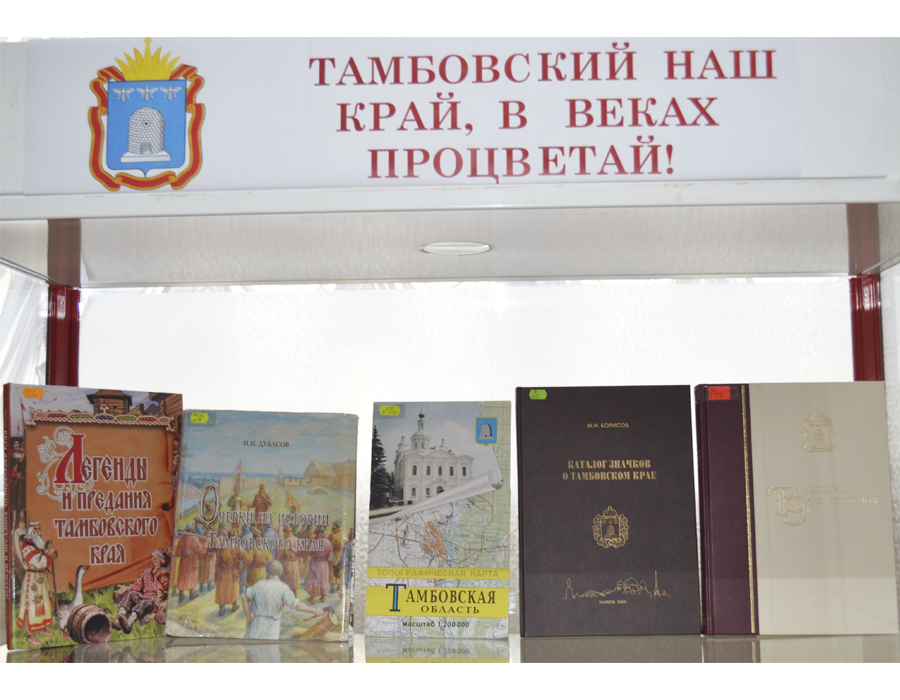 ТАМБОВСКИЙ НАШ
КРАЙ, В ВЕКАХ
ПРОЦВЕТАЙ!
ЛЕГЕНДЫ
И ПРЕДАНИЯ
ТАМБОВСКОГО
КРАЯ
И.И. ДУБАСОВ
ОЧЕРКИ ИЗ ИСТОРИИ
ТАМБОВСКОГО КРАЯ
ТОПОГРАФИЧЕСКАЯ КАРТА
ТАМБОВСКАЯ
ОБЛАСТЬ
масштаб 1:200 000
М.Н. БОРИСОВ
КАТАЛОГ ЗНАЧКОВ
О ТАМБОВСКОМ КРАЕ